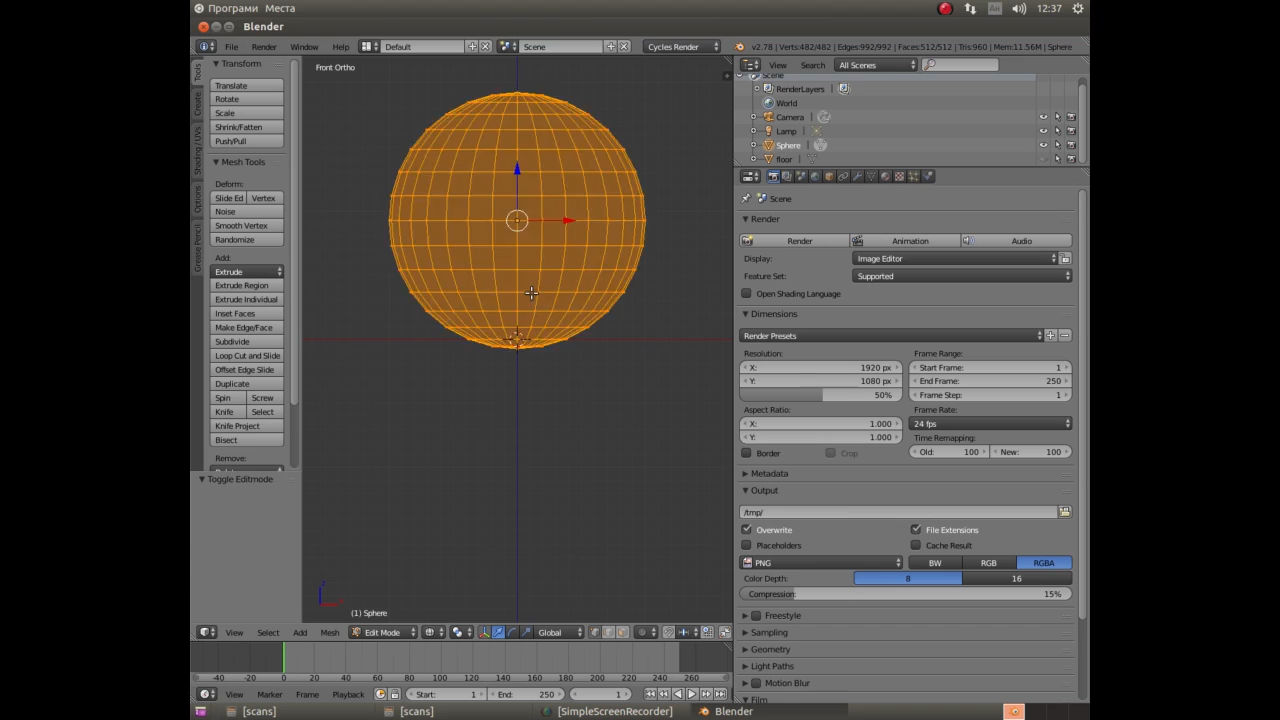 Програми Места
Ан 12:37
Blender
File Render Window Help Default Scene Cycles Render v2.78 | Verts:482/482 | Edges:992/992 | Faces:512/512 | Tris:960 | Mem:11.56M | Sphere
Tools
Create
Shading / UVs
Options
Grease Pencil
Transform
Translate
Rotate
Scale
Shrink/Fatten
Push/Pull
Mesh Tools
Deform:
Slide Ed Vertex
Noise
Smooth Vertex
Randomize
Add:
Extrude
Extrude Region
Extrude Individual
Inset Faces
Make Edge/Face
Subdivide
Loop Cut and Slide
Offset Edge Slide
Duplicate
Spin Screw
Knife Select
Knife Project
Bisect
Remove:
Toggle Editmode
Front Ortho
(1) Sphere
View Select Add Mesh Edit Mode Global
-40 -20 0 20 40 60 80 100 120 140 160 180 200 220 240 260
View Marker Frame Playback Start: 1 End: 250 1
View Search All Scenes
Scene
RenderLayers
World
Camera
Lamp
Sphere
floor
Scene
Render
Render Animation Audio
Display: Image Editor
Feature Set: Supported
Open Shading Language
Dimensions
Render Presets
Resolution: Frame Range:
X: 1920 px Start Frame: 1
Y: 1080 px End Frame: 250
50% Frame Step: 1
Aspect Ratio: Frame Rate:
X: 1.000 24 fps
Y: 1.000 Time Remapping:
Border Crop Old: 100 New: 100
Metadata
Output
/tmp/
Overwrite File Extensions
Placeholders Cache Result
PNG BW RGB RGBA
Color Depth: 8 16
Compression: 15%
Freestyle
Sampling
Geometry
Light Paths
Motion Blur
Film
[scans] [scans] [SimpleScreenRecorder] Blender